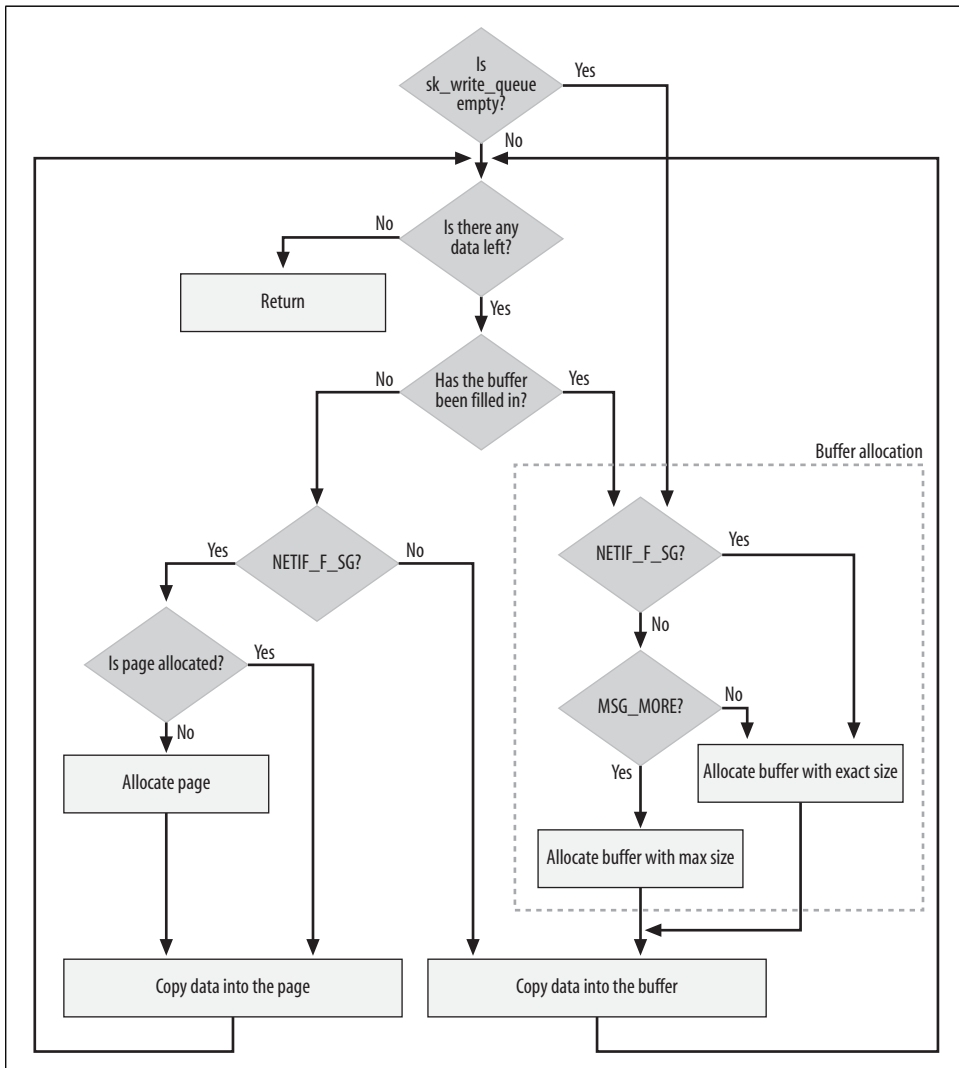 Is
sk_write_queue
empty?
Yes
No
Is there any
data left?
No
Return
Yes
Has the buffer
been filled in?
No
Yes
Buffer allocation
NETIF_F_SG?
Yes
No
NETIF_F_SG?
Yes
No
Is page allocated?
Yes
No
MSG_MORE?
No
Yes
Allocate page
Allocate buffer with exact size
Allocate buffer with max size
Copy data into the page
Copy data into the buffer